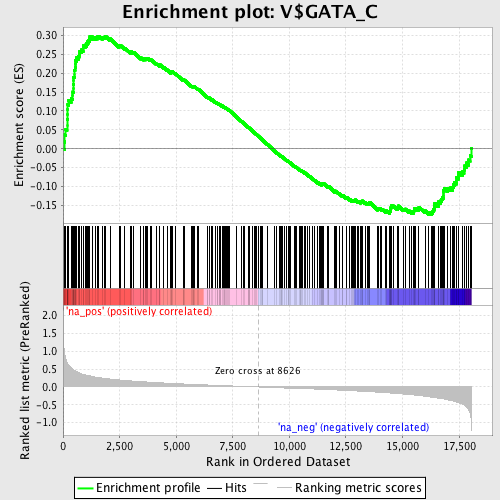 Enrichment plot: V$GATA_C
Enrichment score (ES)
0.30
0.25
0.20
0.15
0.10
0.05
0.00
-0.05
-0.10
-0.15
'na_pos' (positively correlated)
Ranked list metric (PreRanked)
2.0
1.5
1.0
0.5
0.0
-0.5
-1.0
Zero cross at 8626
'na_neg' (negatively correlated)
0
2,500
5,000
7,500
10,000
12,500
15,000
17,500
Rank in Ordered Dataset
Enrichment profile
Hits
Ranking metric scores